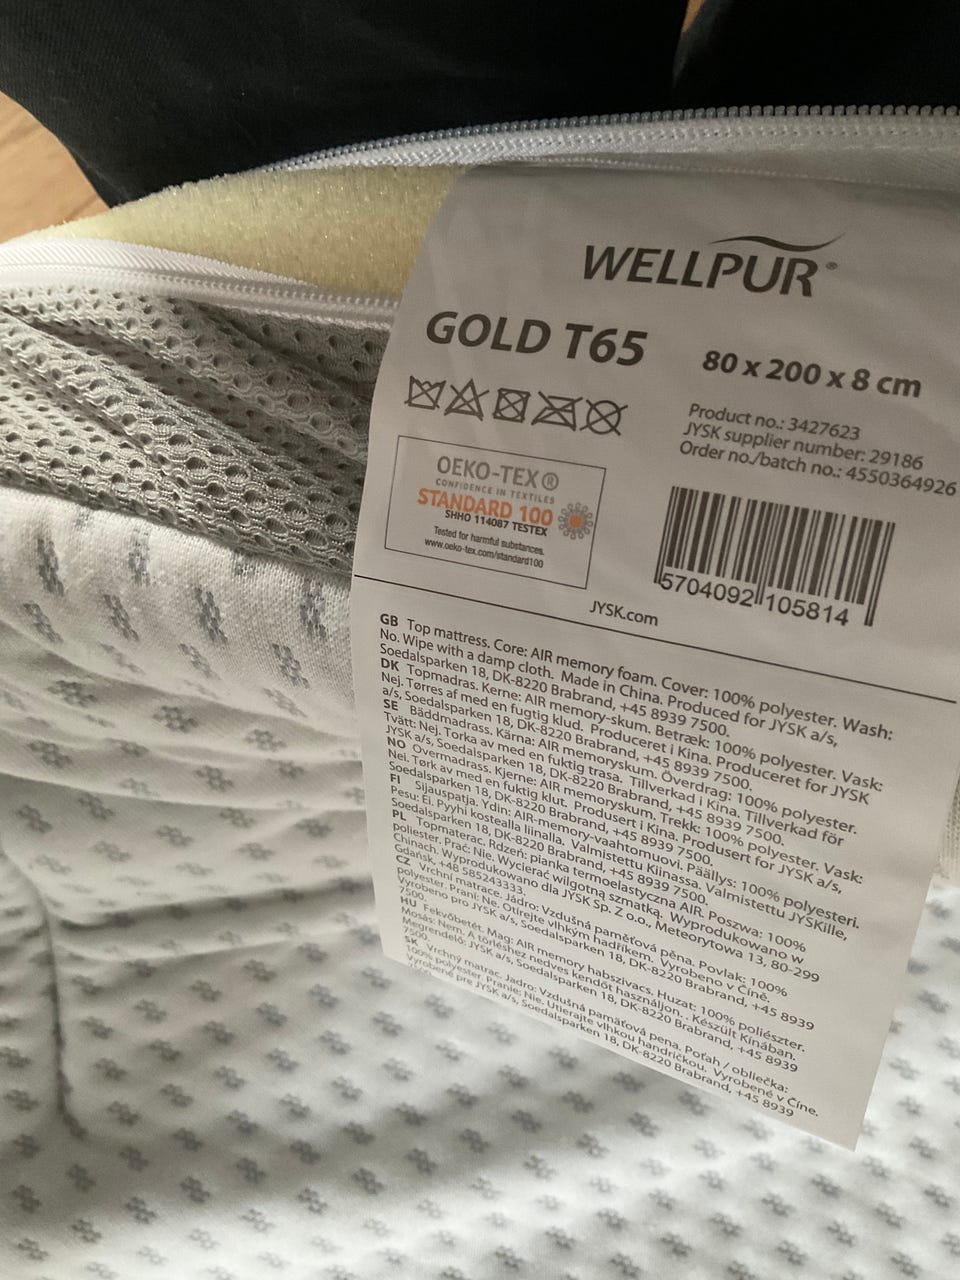 WELLPUR®
GOLD T65
80 x 200 x 8 cm
Product no.: 3427623
JYSK supplier number: 29186
Order no./batch no.: 4550364926
OEKO-TEX®
CONFIDENCE IN TEXTILES
STANDARD 100
SHHO 114087 TESTEX
Tested for harmful substances.
www.oeko-tex.com/standard100
5704092105814
JYSK.com
GB Top mattress. Core: AIR memory foam. Cover: 100% polyester. Wash:
No. Wipe with a damp cloth. Made in China. Produced for JYSK a/s,
Soedalsparken 18, DK-8220 Brabrand, +45 8939 7500.
DK Topmadras. Kerne: AIR memory-skum. Betræk: 100% polyester. Vask:
Nej. Tørres af med en fugtig klud. Produceret i Kina. Produceret for JYSK
a/s, Soedalsparken 18, DK-8220 Brabrand, +45 8939 7500.
SE Bäddmadrass. Kärna: AIR memoryskum. Överdrag: 100% polyester.
Tvätt: Nej. Torka av med en fuktig trasa. Tillverkad i Kina. Tillverkad för
JYSK a/s, Soedalsparken 18, DK-8220 Brabrand, +45 8939 7500.
NO Overmadrass. Kjerne: AIR memoryskum. Trekk: 100% polyester. Vask:
Nei. Tørk av med en fuktig klut. Produsert i Kina. Produsert for JYSK a/s,
Soedalsparken 18, DK-8220 Brabrand, +45 8939 7500.
FI Sijauspatja. Ydin: AIR-memory-vaahtomuovi. Päällys: 100% polyesteri.
Pesu: Ei. Pyyhi kostealla liinalla. Valmistettu Kiinassa. Valmistettu JYSKille,
Soedalsparken 18, DK-8220 Brabrand, +45 8939 7500.
PL Topmaterac. Rdzeń: pianka termoelastyczna AIR. Poszwa: 100%
poliester. Prać: Nie. Wycierać wilgotną szmatką. Wyprodukowano w
Chinach. Wyprodukowano dla JYSK Sp. Z o.o., Meteorytowa 13, 80-299
Gdańsk, +48 585243333.
CZ Vrchní matrace. Jádro: Vzdušná paměťová pěna. Povlak: 100%
polyester. Praní: Ne. Otírejte vlhkým hadříkem. Vyrobeno v Číně.
Vyrobeno pro JYSK a/s, Soedalsparken 18, DK-8220 Brabrand, +45 8939
7500.
HU Fekvőbetét. Mag: AIR memory habszivacs. Huzat: 100% poliészter.
Mosás: Nem. A törléshez nedves kendőt használjon. . Készült Kínában.
Megrendelő: JYSK a/s, Soedalsparken 18, DK-8220 Brabrand, +45 8939
7500.
SK Vrchný matrac. Jadro: Vzdušná pamäťová pena. Poťah / obliečka:
100% polyester. Pranie: Nie. Utierajte vlhkou handričkou. Vyrobené v Číne.
Vyrobené pre JYSK a/s, Soedalsparken 18, DK-8220 Brabrand, +45 8939